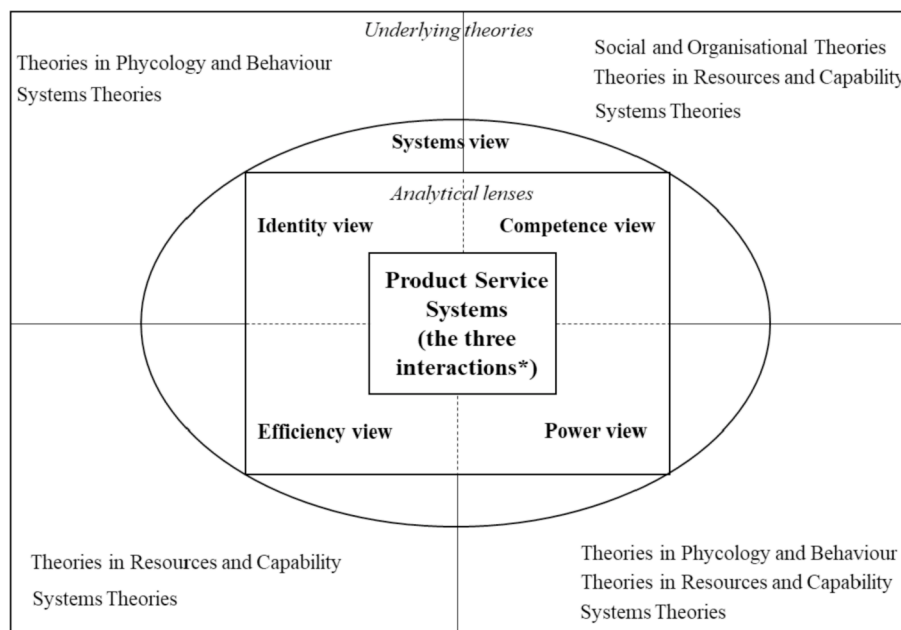 Underlying theories
Theories in Phycology and Behaviour
Systems Theories
Social and Organisational Theories
Theories in Resources and Capability
Systems Theories
Systems view
Analytical lenses
Identity view
Competence view
Product Service
Systems
(the three
interactions*)
Efficiency view
Power view
Theories in Resources and Capability
Systems Theories
Theories in Phycology and Behaviour
Theories in Resources and Capability
Systems Theories